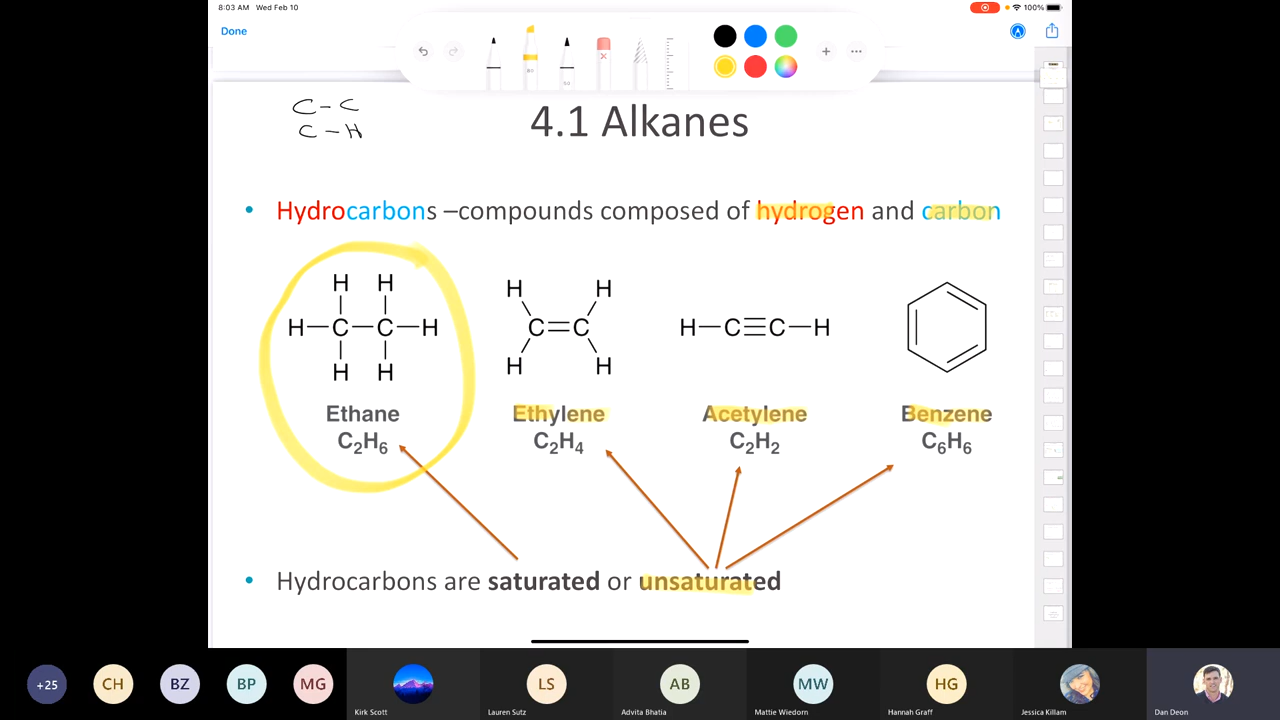 8:03 AM Wed Feb 10
100%
Done
80
50
C - C
C - H
4.1 Alkanes
• Hydrocarbons –compounds composed of hydrogen and carbon
H H
H—C—C—H
H H
Ethane
C₂H₆
H H
C=C
H H
Ethylene
C₂H₄
H—C≡C—H
Acetylene
C₂H₂
Benzene
C₆H₆
• Hydrocarbons are saturated or unsaturated
+25
CH
BZ
BP
MG
Kirk Scott
LS
Lauren Sutz
AB
Advita Bhatia
MW
Mattie Wiedorn
HG
Hannah Graff
Jessica Killam
Dan Deon